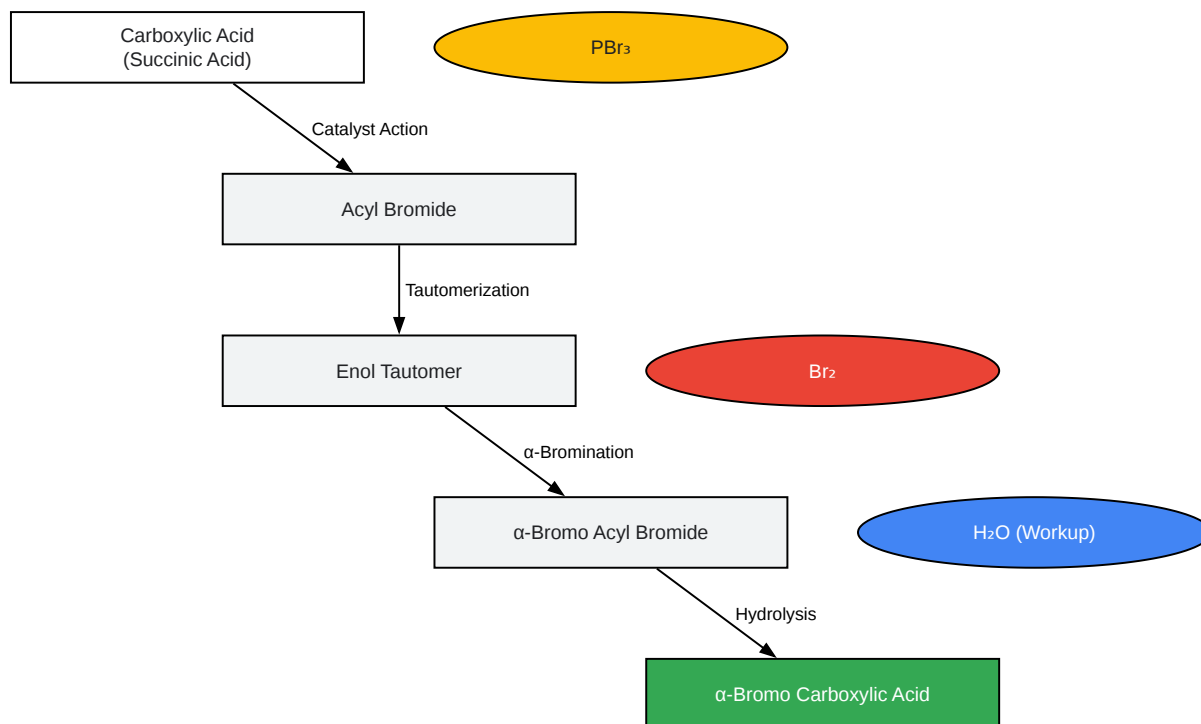 Carboxylic Acid
(Succinic Acid)
PBr₃
Catalyst Action
Acyl Bromide
Tautomerization
Enol Tautomer
Br₂
α-Bromination
α-Bromo Acyl Bromide
H₂O (Workup)
Hydrolysis
α-Bromo Carboxylic Acid